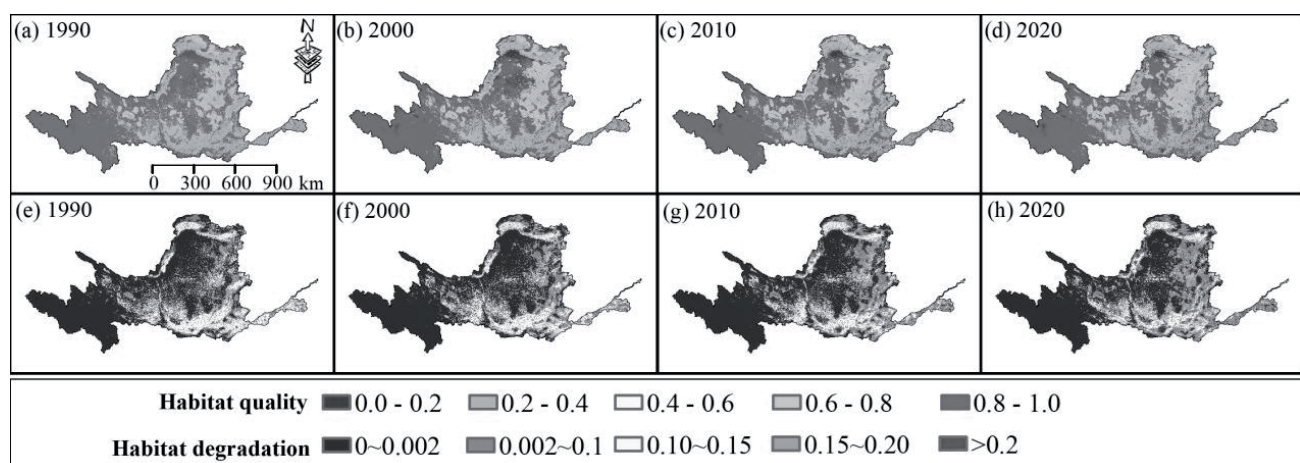 (a) 1990
N
(b) 2000
(c) 2010
(d) 2020
0 300 600 900 km
(e) 1990
(f) 2000
(g) 2010
(h) 2020
Habitat quality 0.0 - 0.2 0.2 - 0.4 0.4 - 0.6 0.6 - 0.8 0.8 - 1.0
Habitat degradation 0~0.002 0.002~0.1 0.10~0.15 0.15~0.20 >0.2